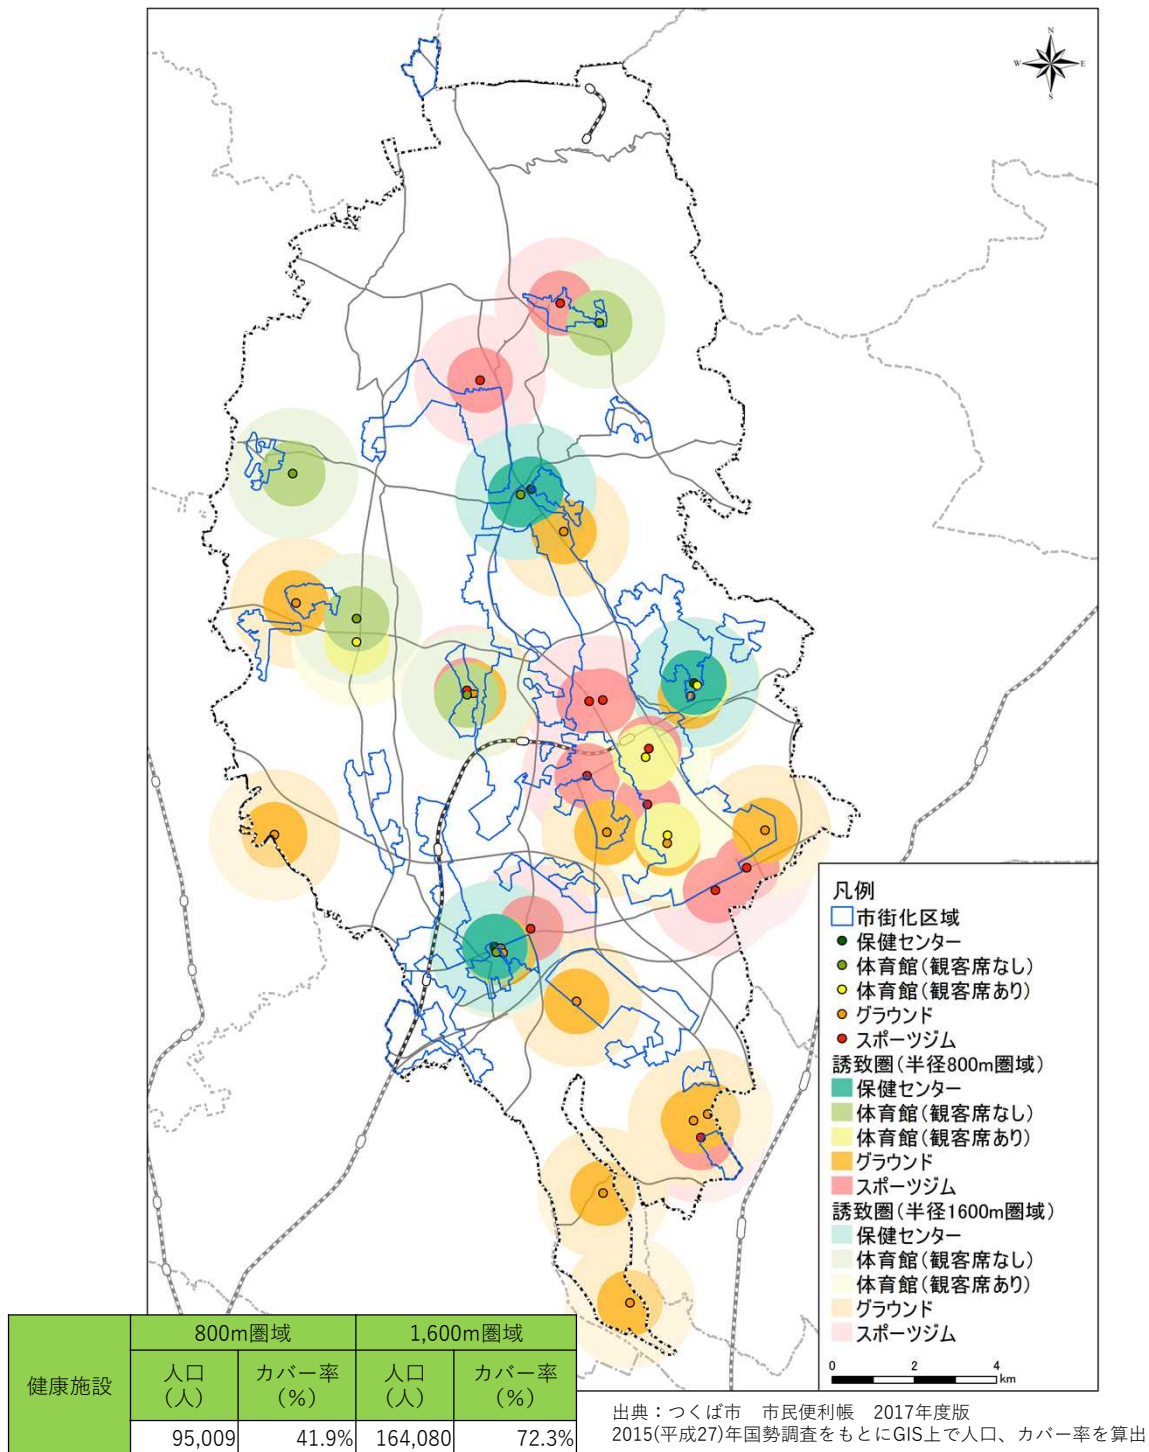 N
W
E
S
凡例
市街化区域
保健センター
体育館(観客席なし)
体育館(観客席あり)
グラウンド
スポーツジム
誘致圏(半径800m圏域)
保健センター
体育館(観客席なし)
体育館(観客席あり)
グラウンド
スポーツジム
誘致圏(半径1600m圏域)
保健センター
体育館(観客席なし)
体育館(観客席あり)
グラウンド
スポーツジム
0 2 4
km
健康施設
800m圏域 1,600m圏域
人口 カバー率 人口 カバー率
(人) (%) (人) (%)
95,009 41.9% 164,080 72.3%
出典：つくば市 市民便利帳 2017年度版
2015(平成27)年国勢調査をもとにGIS上で人口、カバー率を算出